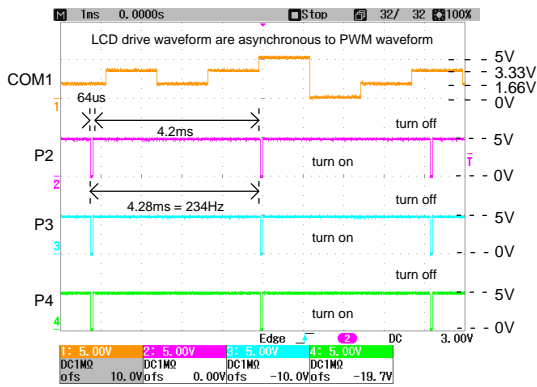 M 1ms 0.0000s Stop 32/ 32 100%
LCD drive waveform are asynchronous to PWM waveform
5V
3.33V
1.66V
0V
COM1
1
64us
4.2ms
turn off
5V
P2
turn on
T
0V
2
4.28ms = 234Hz
turn off
5V
P3
turn on
3
0V
turn off
5V
P4
turn on
4
0V
Edge 2 DC 3.00V
1: 5.00V 2: 5.00V 3: 5.00V 4: 5.00V
DC1MΩ DC1MΩ DC1MΩ DC1MΩ
ofs 10.0V ofs 0.00V ofs -10.0V ofs -19.7V